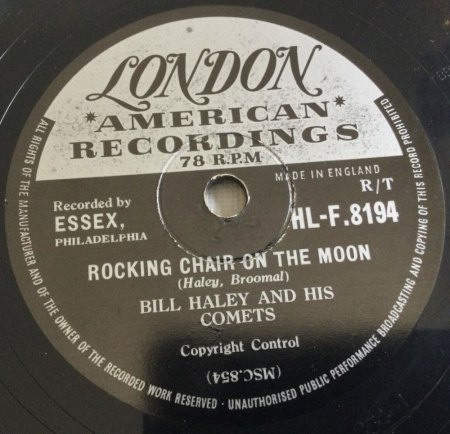 LONDON
*AMERICAN*
RECORDINGS
78 R.P.M
MADE IN ENGLAND
R/T
Recorded by
ESSEX,
PHILADELPHIA
HL-F.8194
ROCKING CHAIR ON THE MOON
(Haley, Broomal)
BILL HALEY AND HIS
COMETS
Copyright Control
(MSC.854)
ALL RIGHTS OF THE MANUFACTURER AND OF THE OWNER OF THE RECORDED WORK RESERVED - UNAUTHORISED PUBLIC PERFORMANCE BROADCASTING AND COPYING OF THIS RECORD PROHIBITED